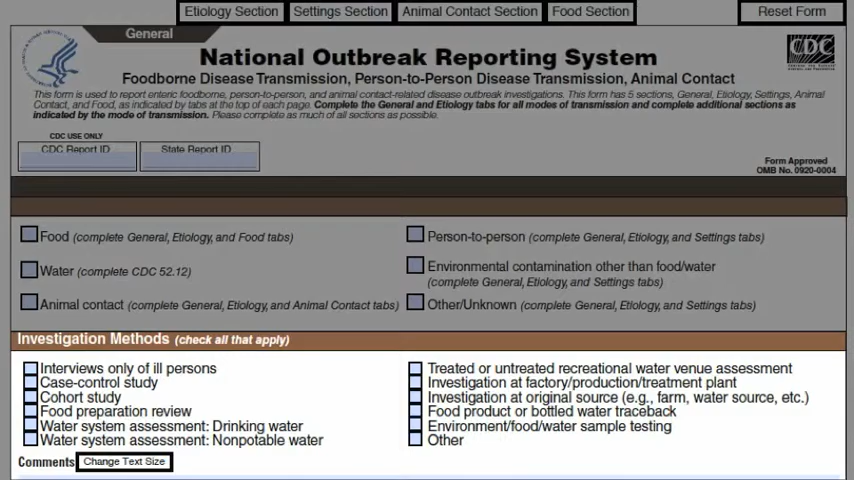 Etiology Section Settings Section Animal Contact Section Food Section Reset Form
General
CDC
National Outbreak Reporting System
Foodborne Disease Transmission, Person-to-Person Disease Transmission, Animal Contact
This form is used to report enteric foodborne, person-to-person, and animal contact-related disease outbreak investigations. This form has 5 sections, General, Etiology, Settings, Animal
Contact, and Food, as indicated by tabs at the top of each page. Complete the General and Etiology tabs for all modes of transmission and complete additional sections as
indicated by the mode of transmission. Please complete as much of all sections as possible.
CDC USE ONLY
CDC Report ID State Report ID
Form Approved
OMB No. 0920-0004
Food (complete General, Etiology, and Food tabs)
Person-to-person (complete General, Etiology, and Settings tabs)
Water (complete CDC 52.12)
Environmental contamination other than food/water
(complete General, Etiology, and Settings tabs)
Animal contact (complete General, Etiology, and Animal Contact tabs)
Other/Unknown (complete General, Etiology, and Settings tabs)
Investigation Methods (check all that apply)
Interviews only of ill persons
Case-control study
Cohort study
Food preparation review
Water system assessment: Drinking water
Water system assessment: Nonpotable water
Treated or untreated recreational water venue assessment
Investigation at factory/production/treatment plant
Investigation at original source (e.g., farm, water source, etc.)
Food product or bottled water traceback
Environment/food/water sample testing
Other
Comments Change Text Size